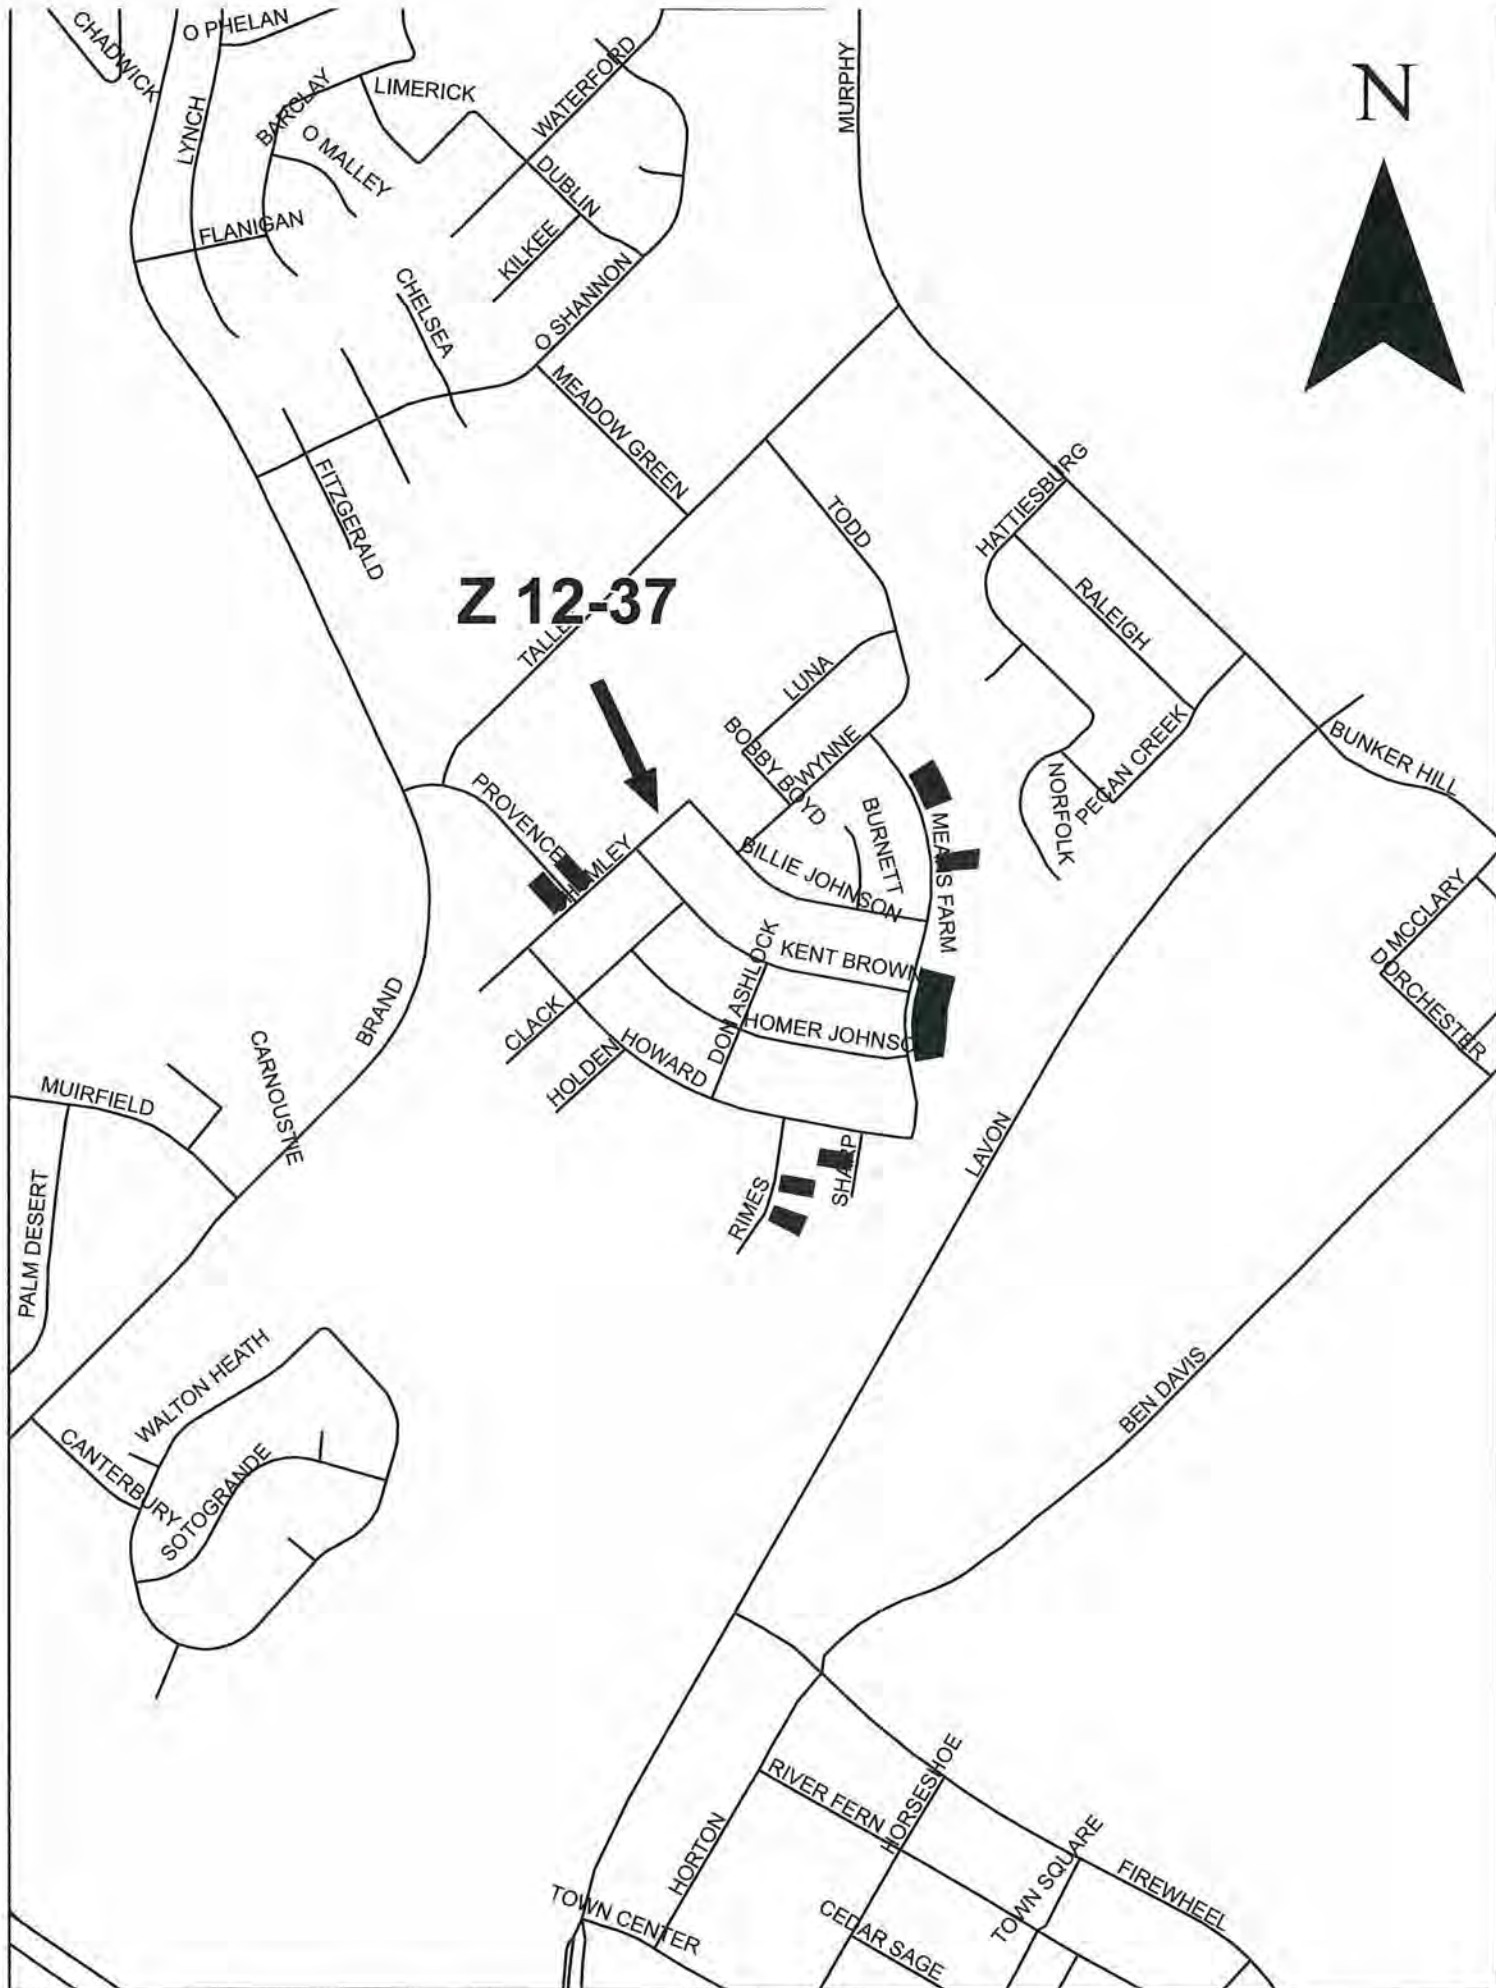 CHADWICK
O PHELAN
LYNCH
BARCLAY
LIMERICK
WATERFORD
MURPHY
N
O MALLEY
DUBLIN
FLANIGAN
KILKEE
CHELSEA
O SHANNON
MEADOW GREEN
FITZGERALD
TODD
HATTIESBURG
RALEIGH
Z 12-37
LUNA
BOBBY BOYD
WYNNE
PECAN CREEK
BUNKER HILL
PROVENCE
NORFOLK
BURNETT
MEANS FARM
BILLIE JOHNSON
MCCLARY
DORCHESTER
KENT BROWN
DON ASHLOCK
CLACK
HOMER JOHNSO
HOWARD
HOLDEN
BRAND
CARNOUSTIE
MUIRFIELD
LAVON
SHARP
RIMES
PALM DESERT
WALTON HEATH
BEN DAVIS
CANTERBURY
SOTOGRANDE
RIVER FERN
HORSESHOE
HORTON
TOWN SQUARE
FIREWHEEL
TOWN CENTER
CEDAR SAGE